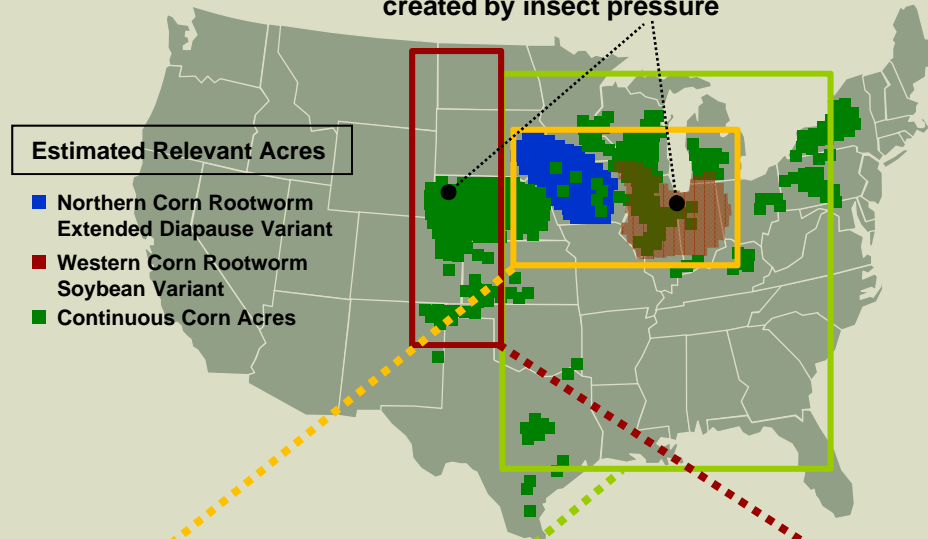 created by insect pressure
Estimated Relevant Acres
Northern Corn Rootworm
Extended Diapause Variant
Western Corn Rootworm
Soybean Variant
Continuous Corn Acres